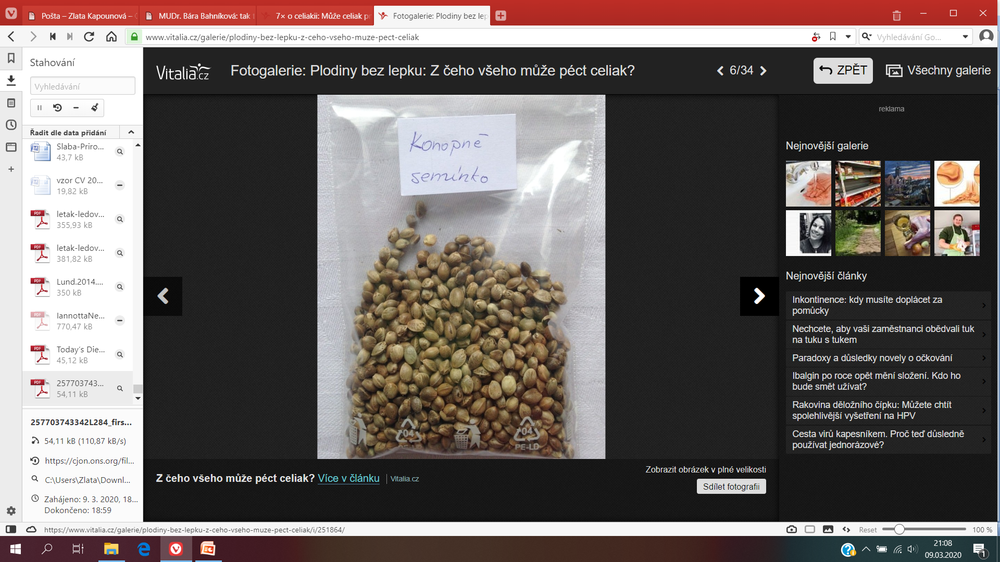 Pošta – Zlata Kapounová –
MUDr. Bára Bahníková: tak
7× o celiakii: Může celiak p
Fotogalerie: Plodiny bez lep
www.vitalia.cz/galerie/plodiny-bez-lepku-z-ceho-vseho-muze-pect-celiak
Vyhledávání Go...
Stahování
Vyhledávání
Řadit dle data přidání
Slaba-Priro...
43,7 kB
vzor CV 20...
19,82 kB
letak-ledov...
355,93 kB
letak-ledov...
381,82 kB
Lund.2014....
350 kB
IannottaNe...
770,47 kB
Today's Die...
45,12 kB
257703743...
54,11 kB
257703743342L284_firs...
54,11 kB (110,87 kB/s)
https://cjon.ons.org/fil...
C:\Users\Zlata\Downl...
Zahájeno: 9. 3. 2020, 18...
Dokončeno: 18:59
Vitalia.cz
Fotogalerie: Plodiny bez lepku: Z čeho všeho může péct celiak?
6/34
ZPĚT
Všechny galerie
Konopné
semínko
04
PE-LD
04
PE-LD
Z čeho všeho může péct celiak? Více v článku | Vitalia.cz
Zobrazit obrázek v plné velikosti
Sdílet fotografii
reklama
Nejnovější galerie
Nejnovější články
Inkontinence: kdy musíte doplácet za
pomůcky
Nechcete, aby vaši zaměstnanci obědvali tuk
na tuku s tukem
Paradoxy a důsledky novely o očkování
Ibalgin po roce opět mění složení. Kdo ho
bude smět užívat?
Rakovina děložního čípku: Můžete chtít
spolehlivější vyšetření na HPV
Cesta virů kapesníkem. Proč teď důsledně
používat jednorázové?
https://www.vitalia.cz/galerie/plodiny-bez-lepku-z-ceho-vseho-muze-pect-celiak/i/251864/
Reset
100 %
21:08
09.03.2020
1